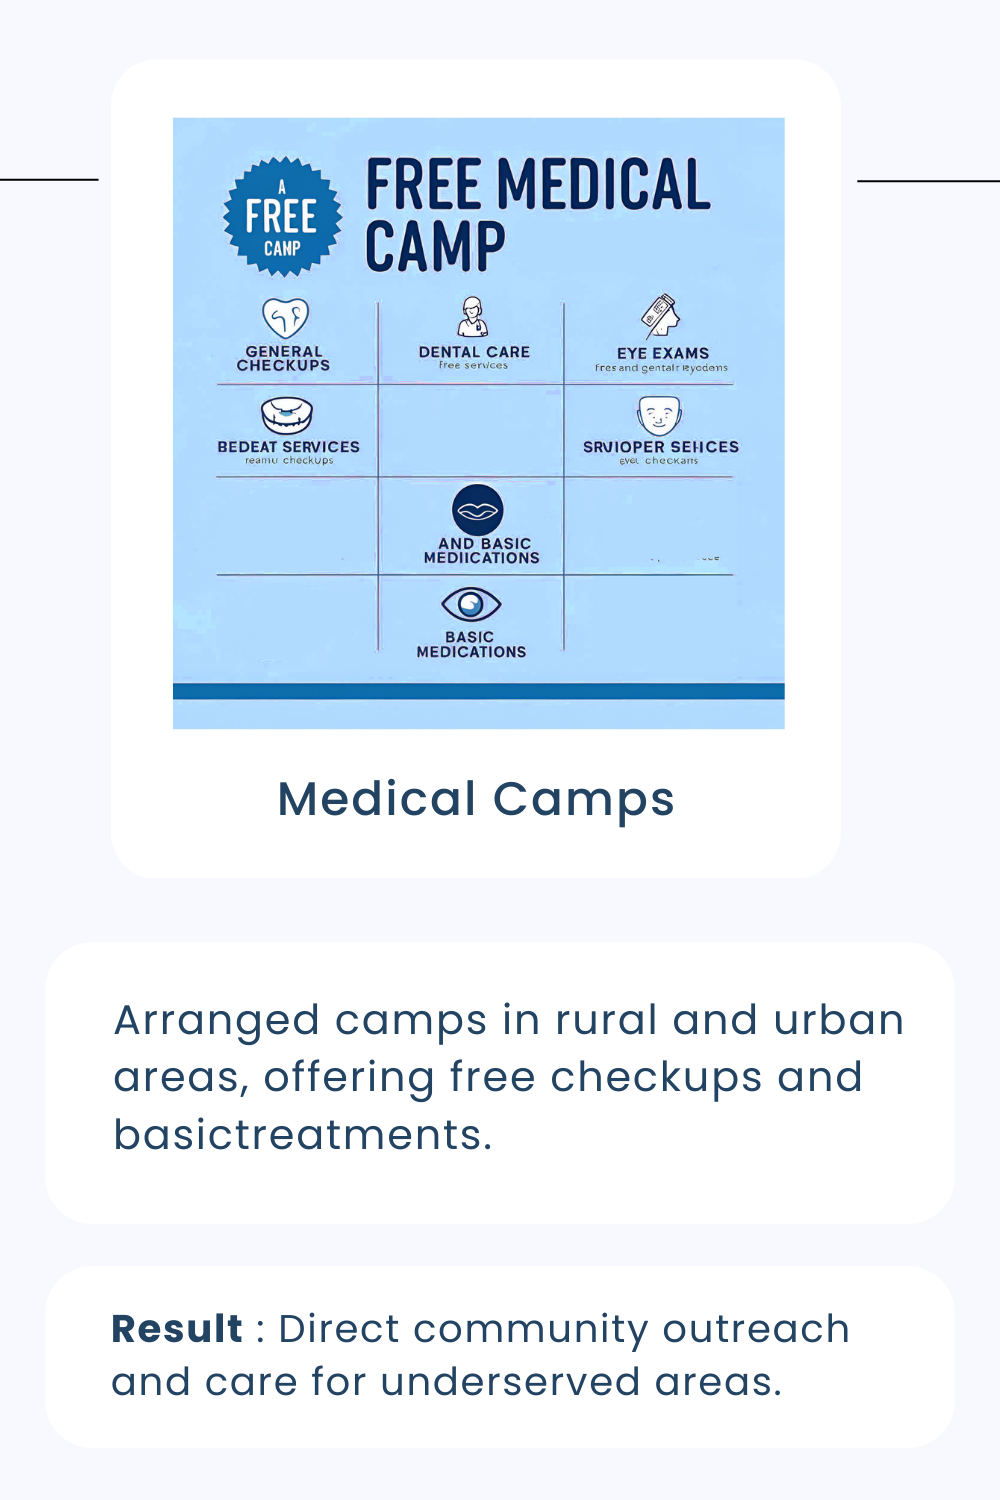 A
FREE
CAMP
FREE MEDICAL
CAMP
GENERAL
CHECKUPS
DENTAL CARE
free services
EYE EXAMS
fres and gentalr
BEDEAT SERVICES
reamu checkups
SRVIOPER SEHCES
evel checkans
AND BASIC
MEDIICATIONS
BASIC
MEDICATIONS
Medical Camps
Arranged camps in rural and urban
areas, offering free checkups and
basictreatments.
Result : Direct community outreach
and care for underserved areas.